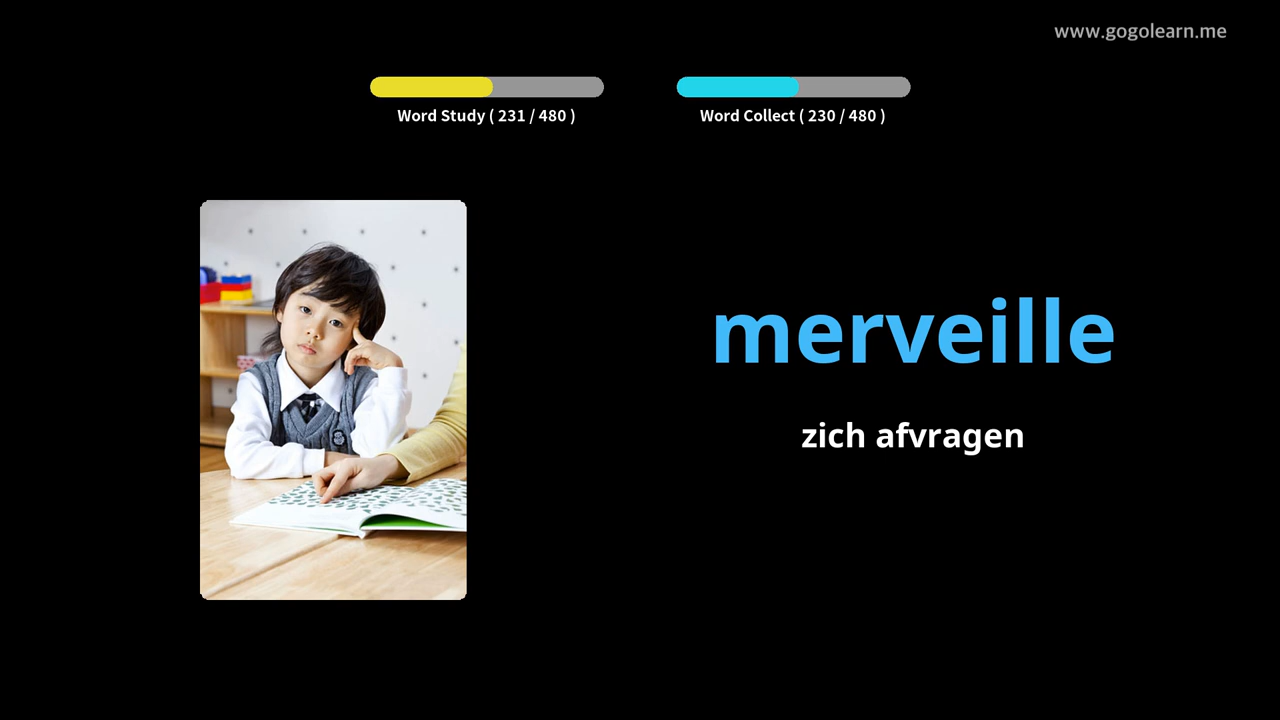 www.gogolearn.me
Word Study ( 231 / 480 )
Word Collect ( 230 / 480 )
merveille
zich afvragen